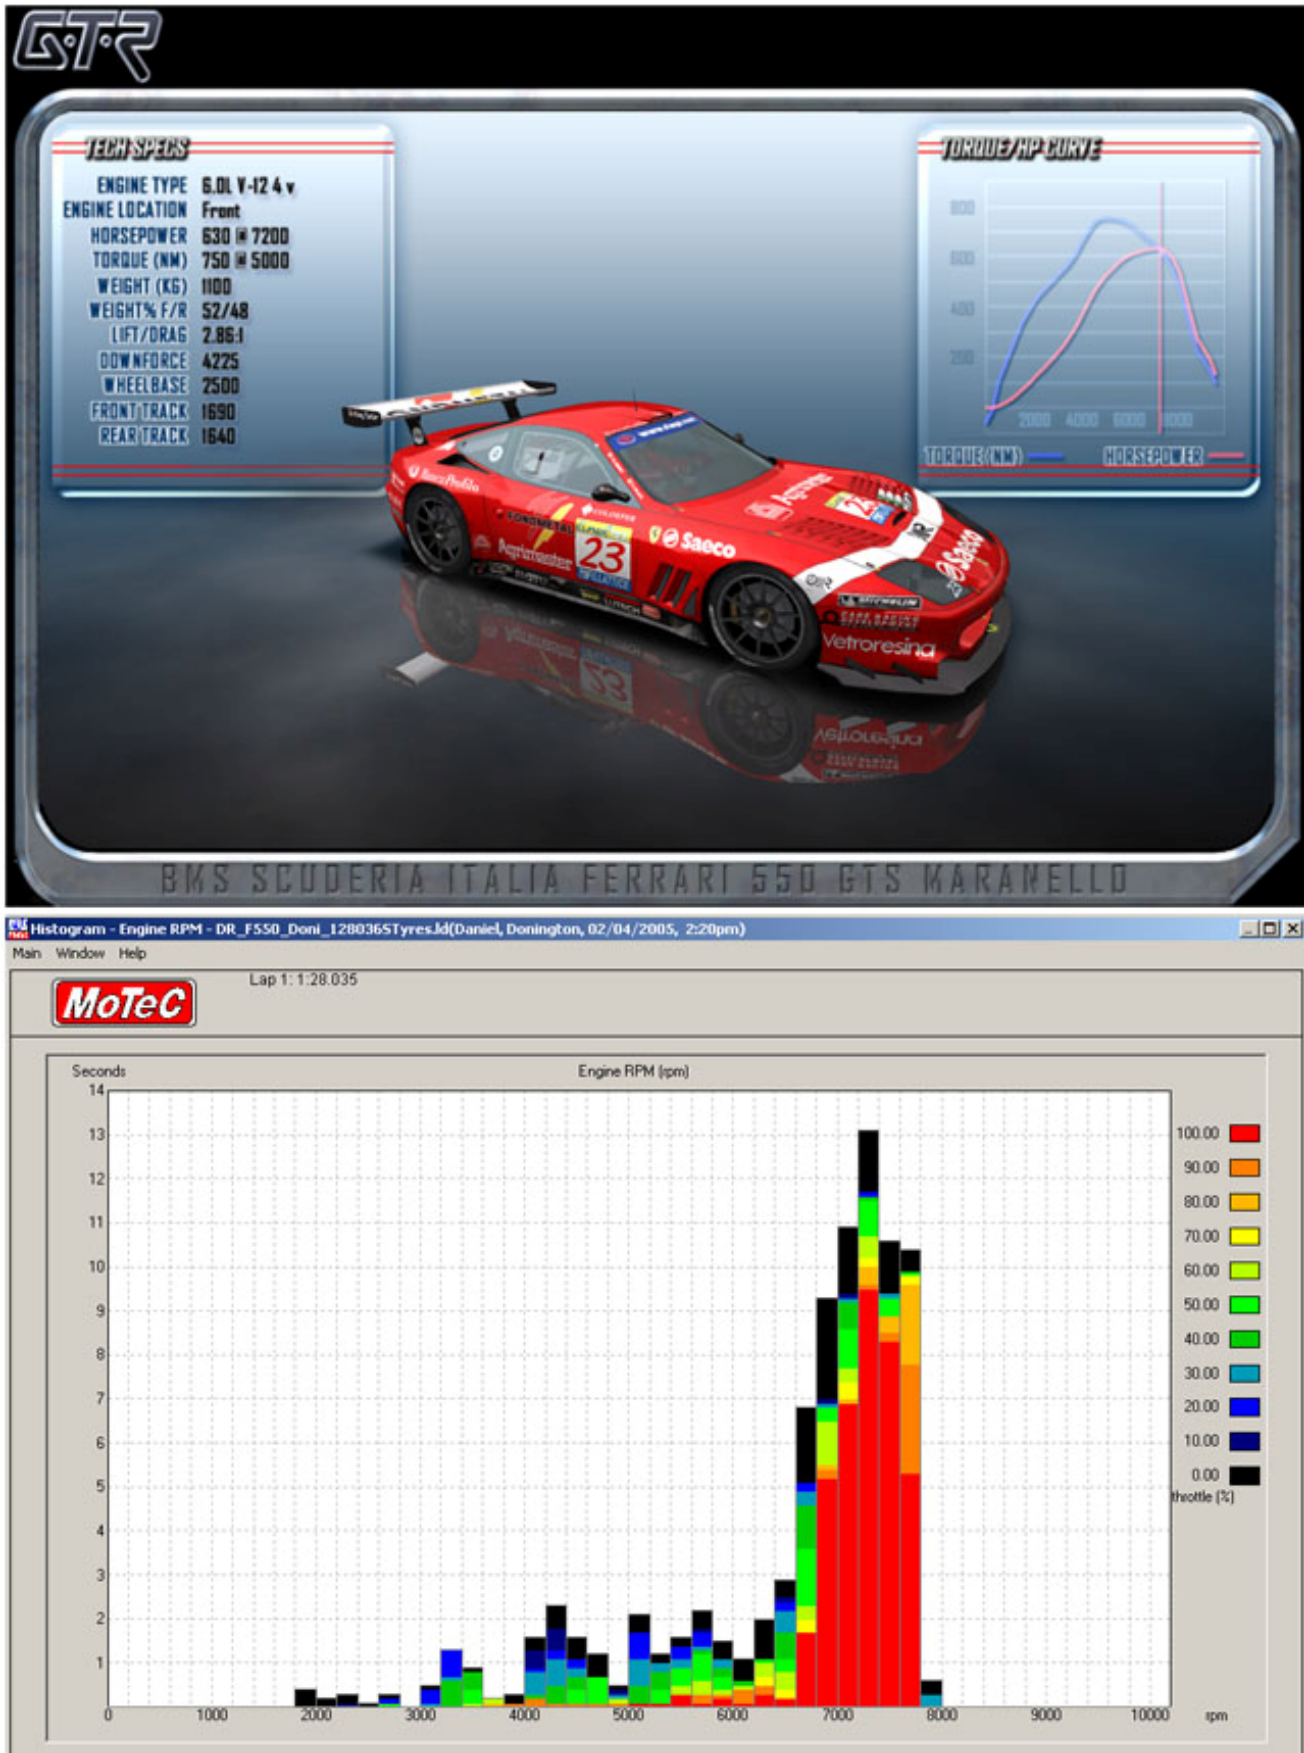 GTR
TECH SPECS
ENGINE TYPE 6.0L V-12 4 v
ENGINE LOCATION Front
HORSEPOWER 630 @ 7200
TORQUE (NM) 750 @ 5000
WEIGHT (KG) 1100
WEIGHT% F/R 52/48
LIFT/DRAG 2.86:1
DOWNFORCE 4225
WHEELBASE 2500
FRONT TRACK 1690
REAR TRACK 1640
TORQUE/HP CURVE
800
600
400
200
2000 4000 6000 8000
TORQUE (NM) HORSEPOWER
FONDMETAL
Agrimaster
23
Saeco
Agrimaster
Saeco
MICHELIN
Vetroresina
BMS SCUDERIA ITALIA FERRARI 550 GTS MARANELLO
Histogram - Engine RPM - DR_F550_Doni_128036STyres.ld(Daniel, Donington, 02/04/2005, 2:20pm)
Main Window Help
MoTeC
Lap 1: 1:28.035
Seconds
Engine RPM (rpm)
14
13
12
11
10
9
8
7
6
5
4
3
2
1
0 1000 2000 3000 4000 5000 6000 7000 8000 9000 10000 rpm
100.00
90.00
80.00
70.00
60.00
50.00
40.00
30.00
20.00
10.00
0.00
throttle (%)